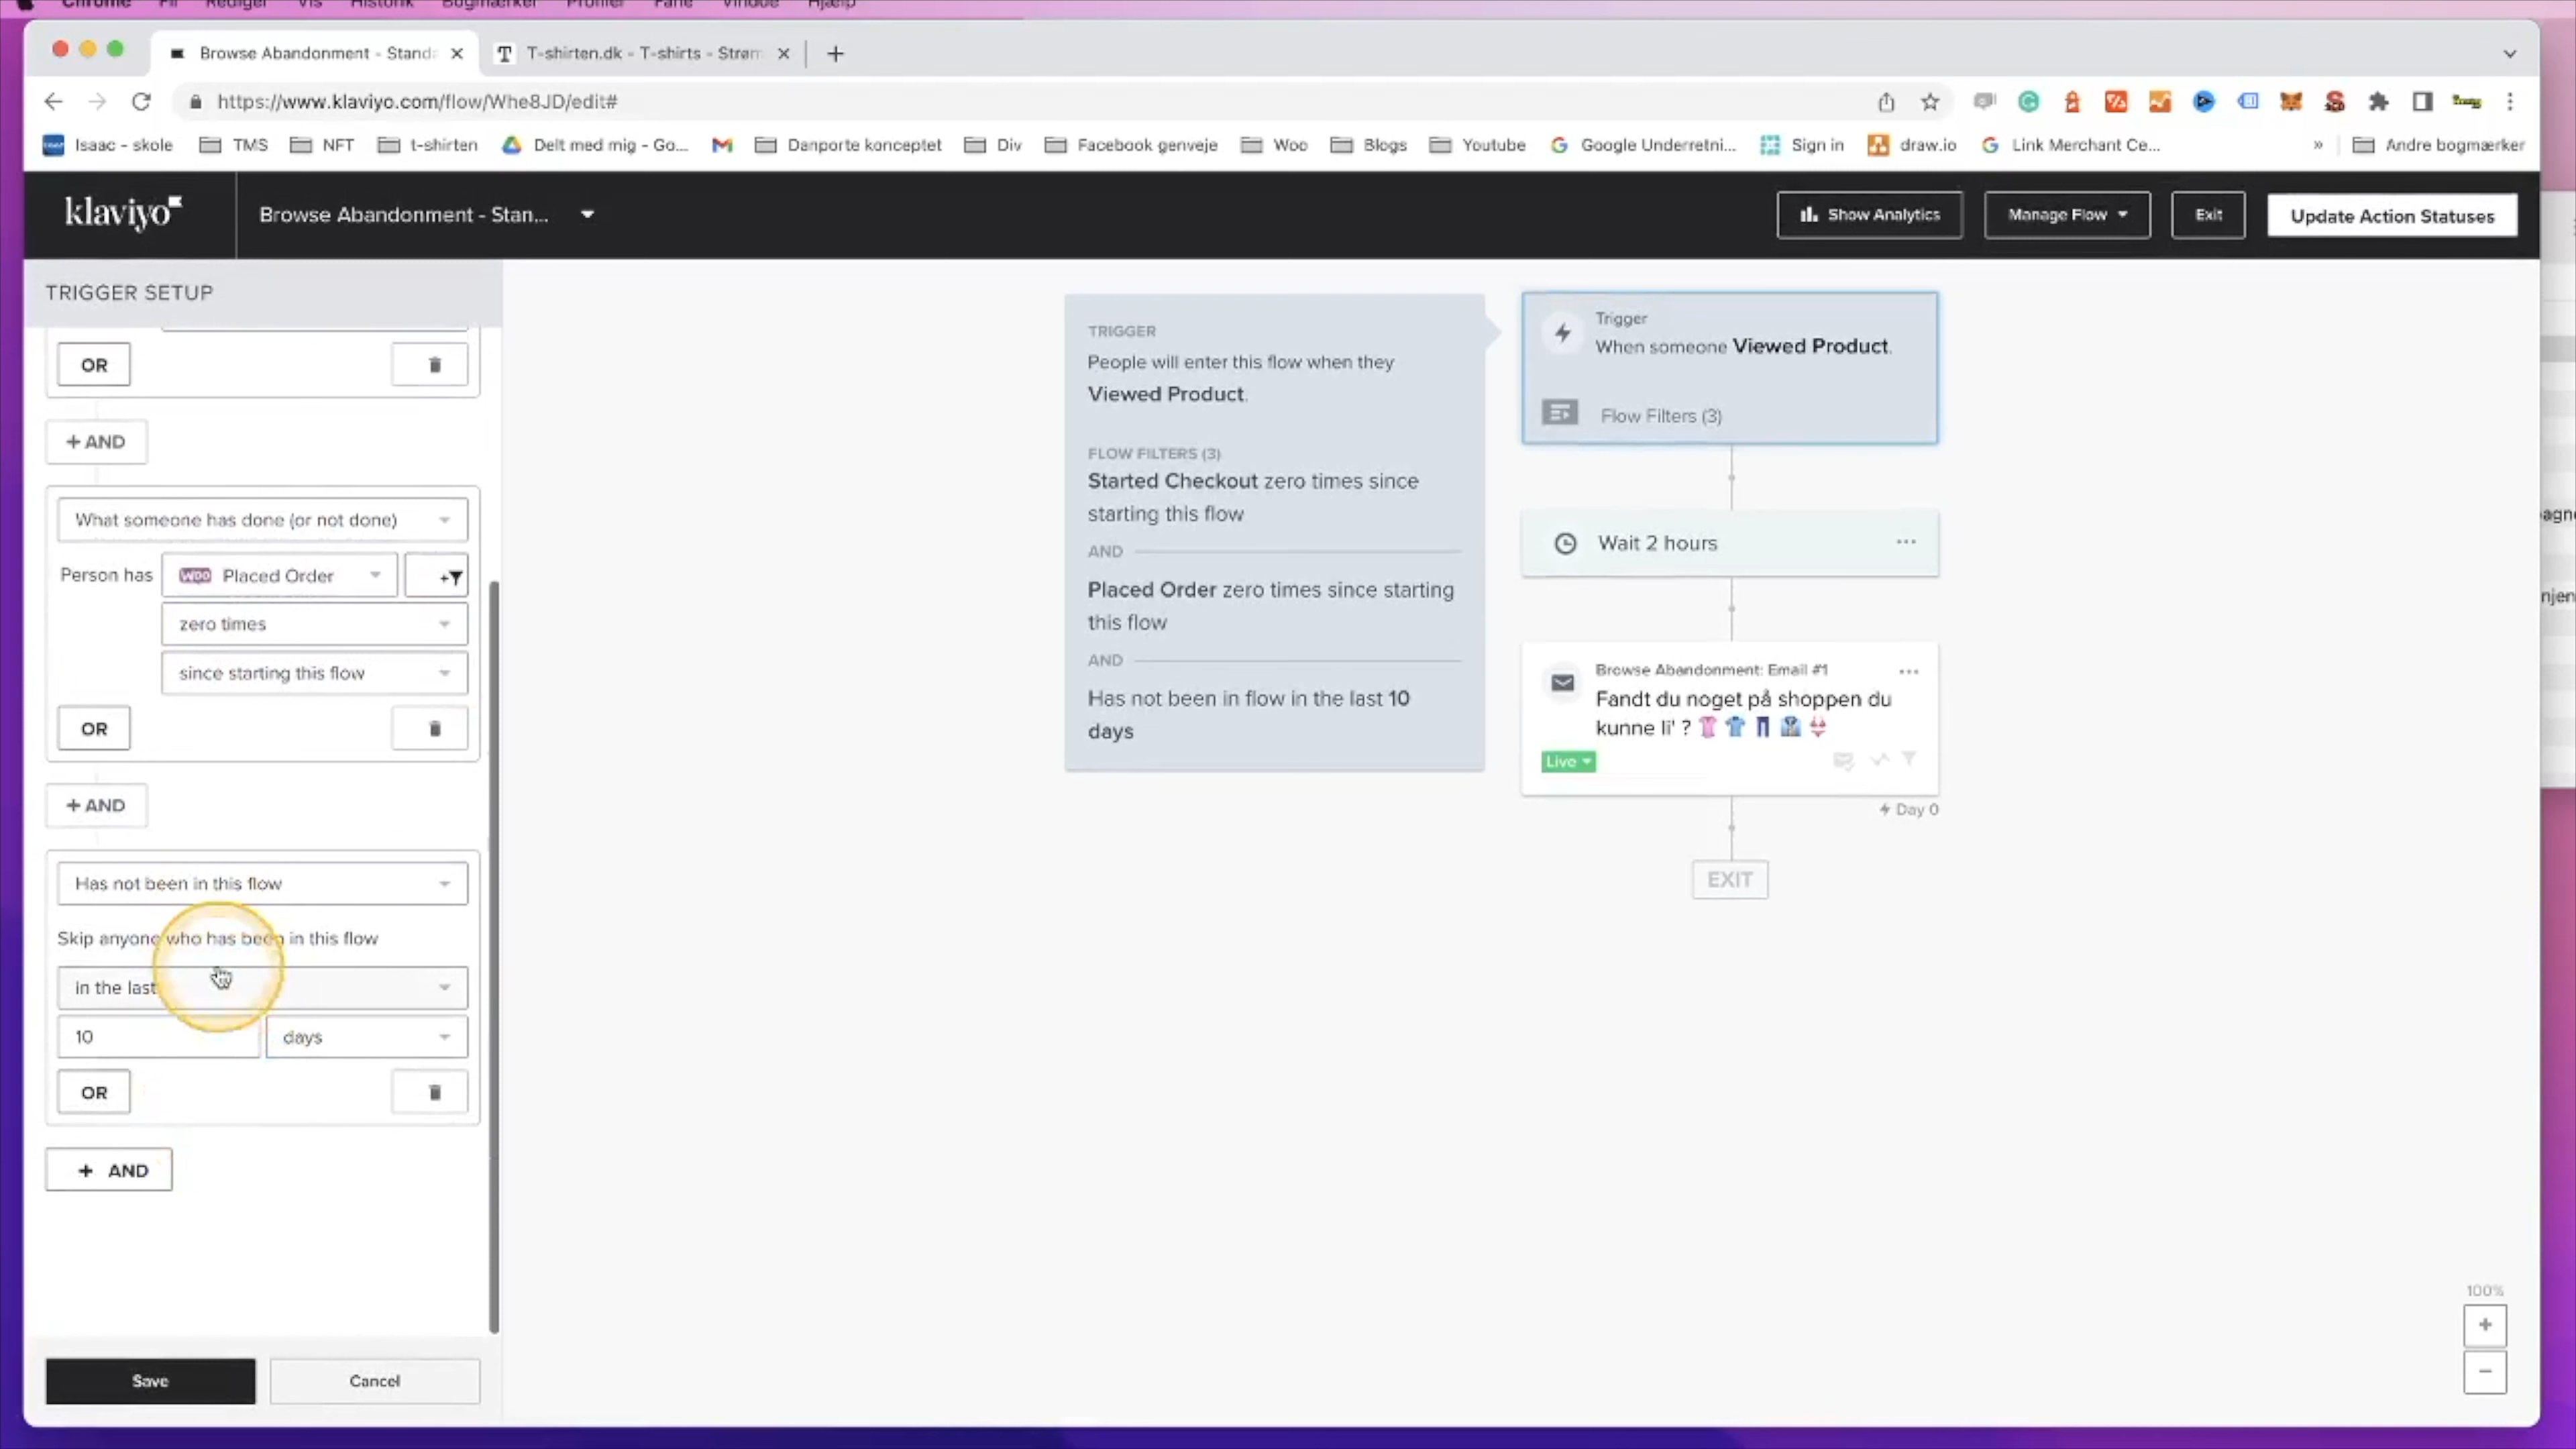 Chrome Fil Rediger Vis Historik Bogmærker Profiler Fane Vindue Hjælp
Browse Abandonment - Standa
T-shirten.dk - T-shirts - Strøm
https://www.klaviyo.com/flow/Whe8JD/edit#
Isaac - skole TMS NFT t-shirten Delt med mig - Go... Danporte konceptet Div Facebook genveje Woo Blogs Youtube Google Underretni... Sign in draw.io Link Merchant Ce... » Andre bogmærker
klaviyo
Browse Abandonment - Stan...
Show Analytics
Manage Flow
Exit
Update Action Statuses
TRIGGER SETUP
OR
+ AND
What someone has done (or not done)
Person has
Woo Placed Order
zero times
since starting this flow
OR
+ AND
Has not been in this flow
Skip anyone who has been in this flow
in the last
10
days
OR
+ AND
Save
Cancel
TRIGGER
People will enter this flow when they
Viewed Product.
FLOW FILTERS (3)
Started Checkout zero times since
starting this flow
AND
Placed Order zero times since starting
this flow
AND
Has not been in flow in the last 10
days
Trigger
When someone Viewed Product.
Flow Filters (3)
Wait 2 hours
Browse Abandonment: Email #1
Fandt du noget på shoppen du
kunne li' ?
Live
Day 0
EXIT
100%
+
−
agne
njen